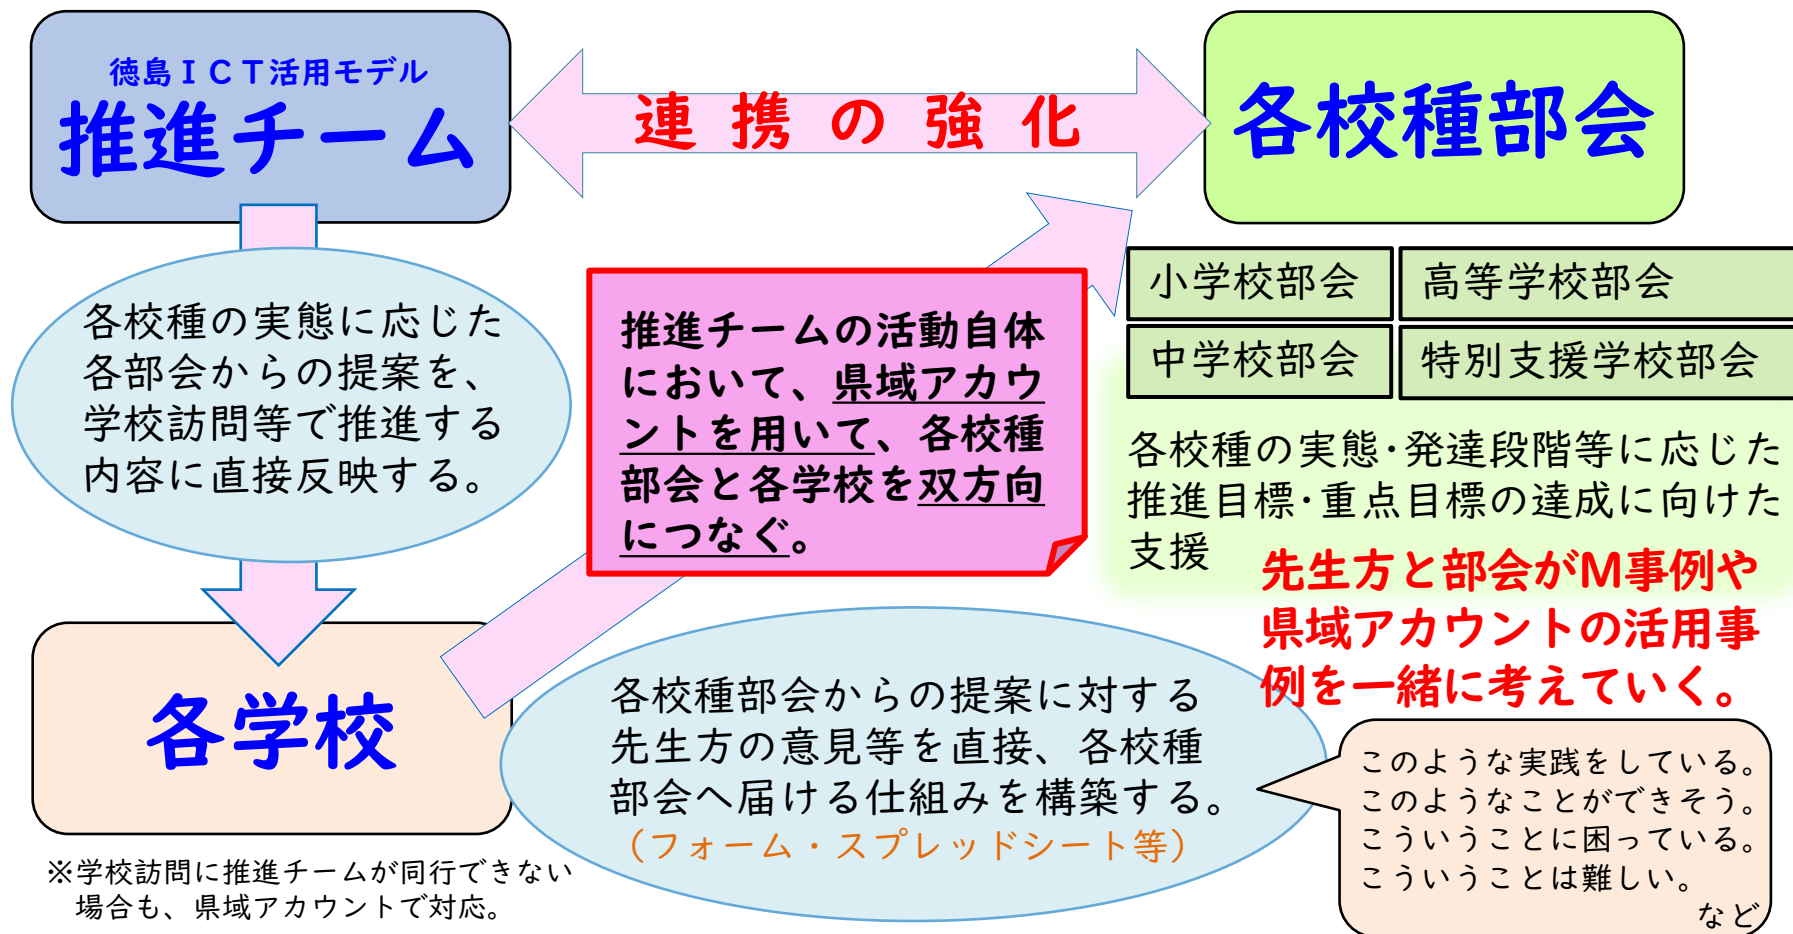 徳島ＩＣＴ活用モデル
推進チーム
連携の強化
各校種部会
各校種の実態に応じた
各部会からの提案を、
学校訪問等で推進する
内容に直接反映する。
推進チームの活動自体
において、県域アカウ
ントを用いて、各校種
部会と各学校を双方向
につなぐ。
小学校部会
高等学校部会
中学校部会
特別支援学校部会
各校種の実態・発達段階等に応じた
推進目標・重点目標の達成に向けた
支援
先生方と部会がM事例や
県域アカウントの活用事
例を一緒に考えていく。
各学校
各校種部会からの提案に対する
先生方の意見等を直接、各校種
部会へ届ける仕組みを構築する。
（フォーム・スプレッドシート等）
このような実践をしている。
このようなことができそう。
こういうことに困っている。
こういうことは難しい。
など
※学校訪問に推進チームが同行できない
場合も、県域アカウントで対応。